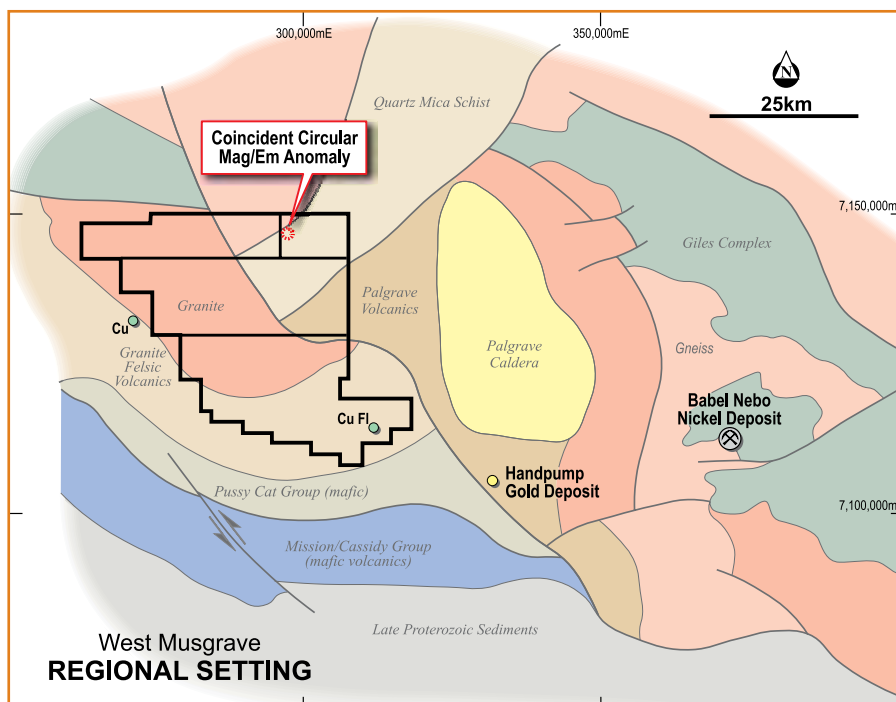 300,000mE
350,000mE
N
25km
Quartz Mica Schist
Coincident Circular
Mag/Em Anomaly
7,150,000m
Giles Complex
Granite
Palgrave
Volcanics
Cu
Granite
Felsic
Volcanics
Palgrave
Caldera
Gneiss
Babel Nebo
Nickel Deposit
Cu Fl
Handpump
Gold Deposit
Pussy Cat Group (mafic)
7,100,000m
Mission/Cassidy Group
(mafic volcanics)
Late Proterozoic Sediments
West Musgrave
REGIONAL SETTING